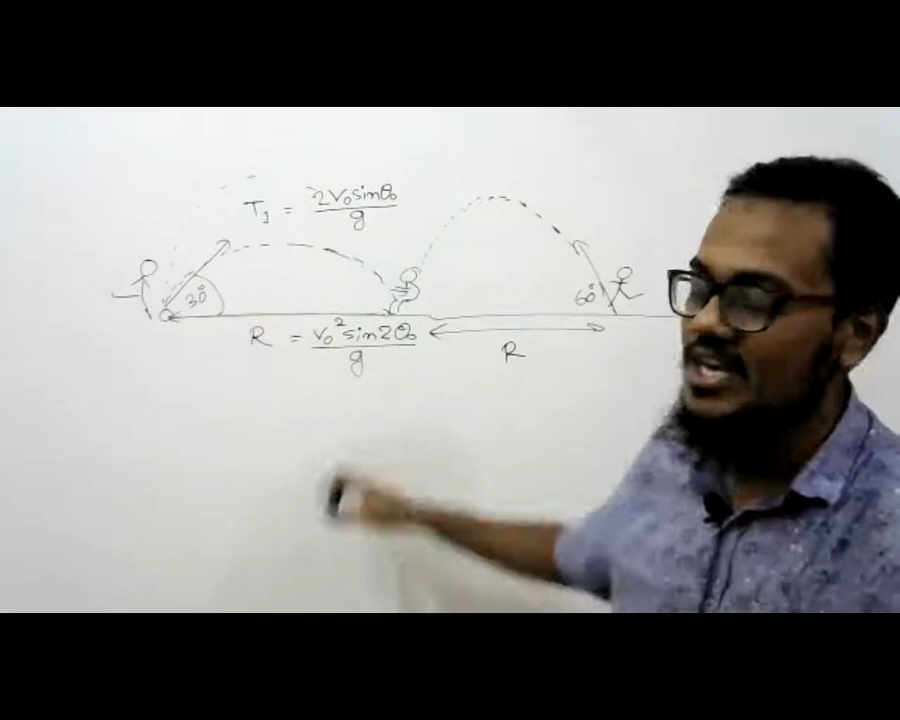 T₁ = 2v₀sinθ₀ / g
30°
60°
R = v₀²sin2θ₀ / g
R